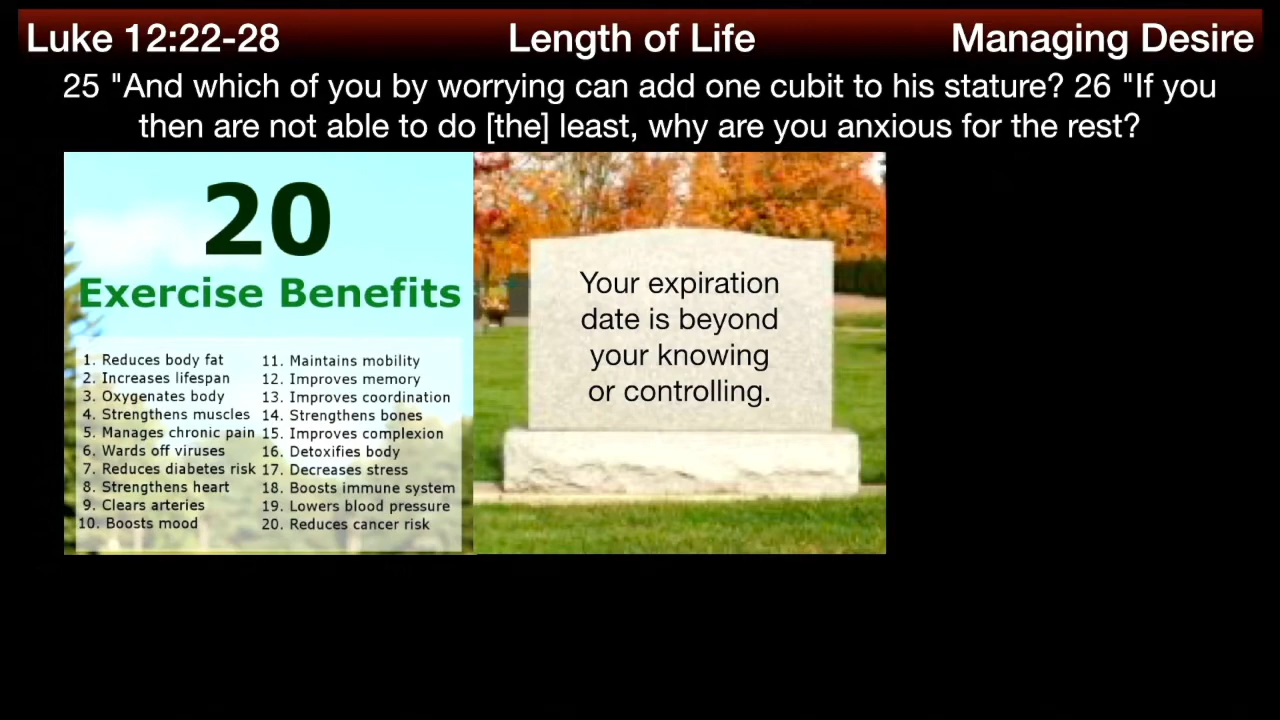 Luke 12:22-28 Length of Life Managing Desire
25 "And which of you by worrying can add one cubit to his stature? 26 "If you
then are not able to do [the] least, why are you anxious for the rest?
20
Exercise Benefits
1. Reduces body fat
2. Increases lifespan
3. Oxygenates body
4. Strengthens muscles
5. Manages chronic pain
6. Wards off viruses
7. Reduces diabetes risk
8. Strengthens heart
9. Clears arteries
10. Boosts mood
11. Maintains mobility
12. Improves memory
13. Improves coordination
14. Strengthens bones
15. Improves complexion
16. Detoxifies body
17. Decreases stress
18. Boosts immune system
19. Lowers blood pressure
20. Reduces cancer risk
Your expiration
date is beyond
your knowing
or controlling.